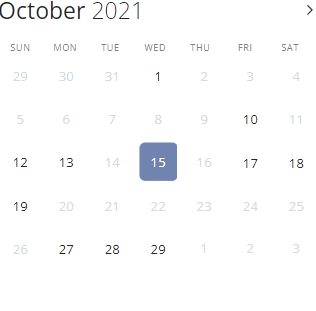 October 2021
SUN MON TUE WED THU FRI SAT
29 30 31 1 2 3 4
5 6 7 8 9 10 11
12 13 14 15 16 17 18
19 20 21 22 23 24 25
26 27 28 29 1 2 3